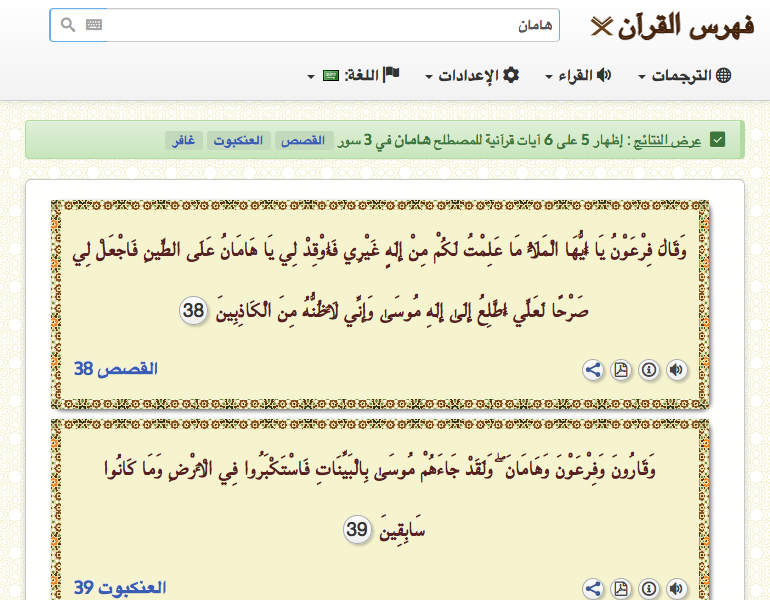 فهرس القرآن
هامان
الترجمات
القراء
الإعدادات
اللغة:
عرض النتائج : إظهار 5 على 6 آيات قرآنية للمصطلح هامان في 3 سور القصص العنكبوت غافر
وَقَالَ فِرْعَوْنُ يَا أَيُّهَا الْمَلَأُ مَا عَلِمْتُ لَكُمْ مِنْ إِلَهٍ غَيْرِي فَأَوْقِدْ لِي يَا هَامَانُ عَلَى الطِّينِ فَاجْعَلْ لِي
صَرْحًا لَعَلِّي أَطَّلِعُ إِلَىٰ إِلَهِ مُوسَىٰ وَإِنِّي لَأَظُنُّهُ مِنَ الْكَاذِبِينَ 38
القصص 38
وَقَارُونَ وَفِرْعَوْنَ وَهَامَانَ ۖ وَلَقَدْ جَاءَهُمْ مُوسَىٰ بِالْبَيِّنَاتِ فَاسْتَكْبَرُوا فِي الْأَرْضِ وَمَا كَانُوا
سَابِقِينَ 39
العنكبوت 39